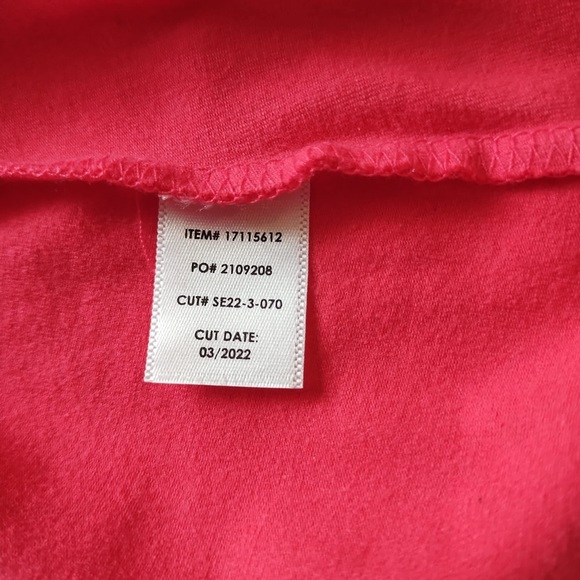 ITEM# 17115612
PO# 2109208
CUT# SE22-3-070
CUT DATE:
03/2022